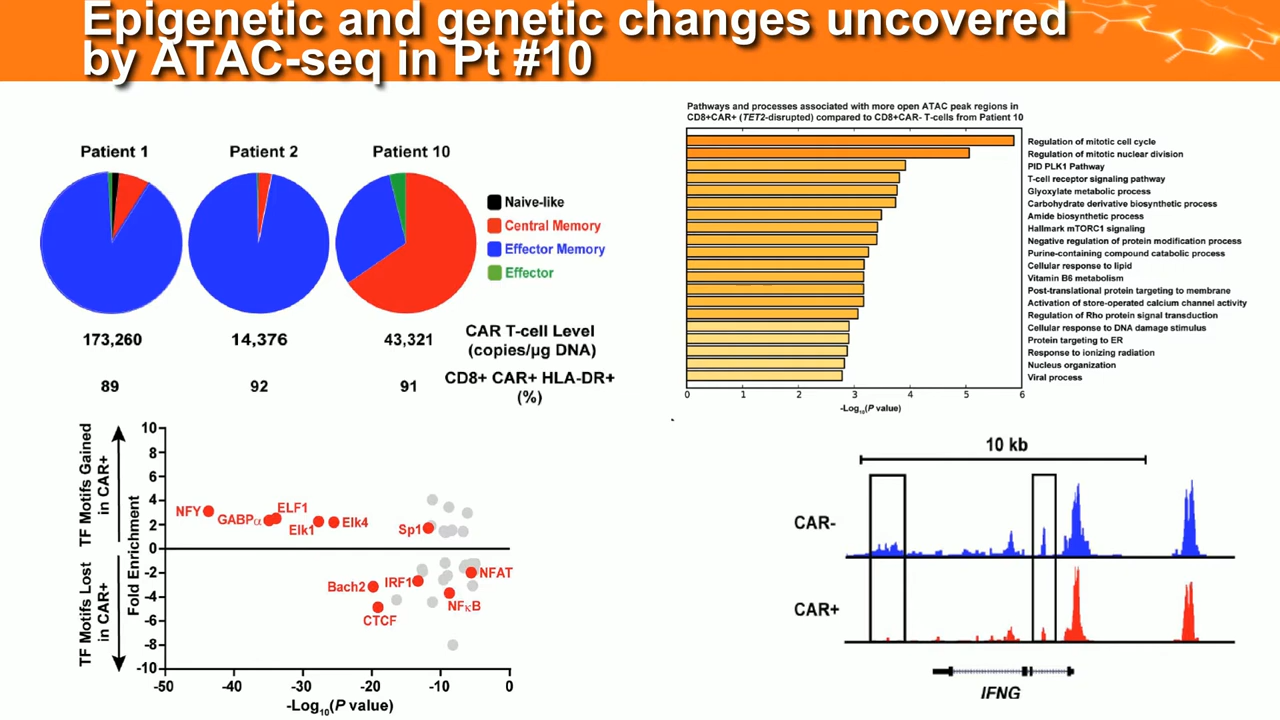 Epigenetic and genetic changes uncovered
by ATAC-seq in Pt #10
Patient 1
Patient 2
Patient 10
Naive-like
Central Memory
Effector Memory
Effector
173,260
14,376
43,321
CAR T-cell Level
(copies/µg DNA)
89
92
91
CD8+ CAR+ HLA-DR+
(%)
Pathways and processes associated with more open ATAC peak regions in
CD8+CAR+ (TET2-disrupted) compared to CD8+CAR- T-cells from Patient 10
Regulation of mitotic cell cycle
Regulation of mitotic nuclear division
PID PLK1 Pathway
T-cell receptor signaling pathway
Glyoxylate metabolic process
Carbohydrate derivative biosynthetic process
Amide biosynthetic process
Hallmark mTORC1 signaling
Negative regulation of protein modification process
Purine-containing compound catabolic process
Cellular response to lipid
Vitamin B6 metabolism
Post-translational protein targeting to membrane
Activation of store-operated calcium channel activity
Regulation of Rho protein signal transduction
Cellular response to DNA damage stimulus
Protein targeting to ER
Response to ionizing radiation
Nucleus organization
Viral process
0 1 2 3 4 5 6
-Log10(P value)
TF Motifs Gained
in CAR+
TF Motifs Lost
in CAR+
Fold Enrichment
10
8
6
4
2
0
-2
-4
-6
-8
-10
NFY
GABPα
ELF1
Elk1
Elk4
Sp1
Bach2
IRF1
NFAT
NFκB
CTCF
-50 -40 -30 -20 -10 0
-Log10(P value)
10 kb
CAR-
CAR+
IFNG